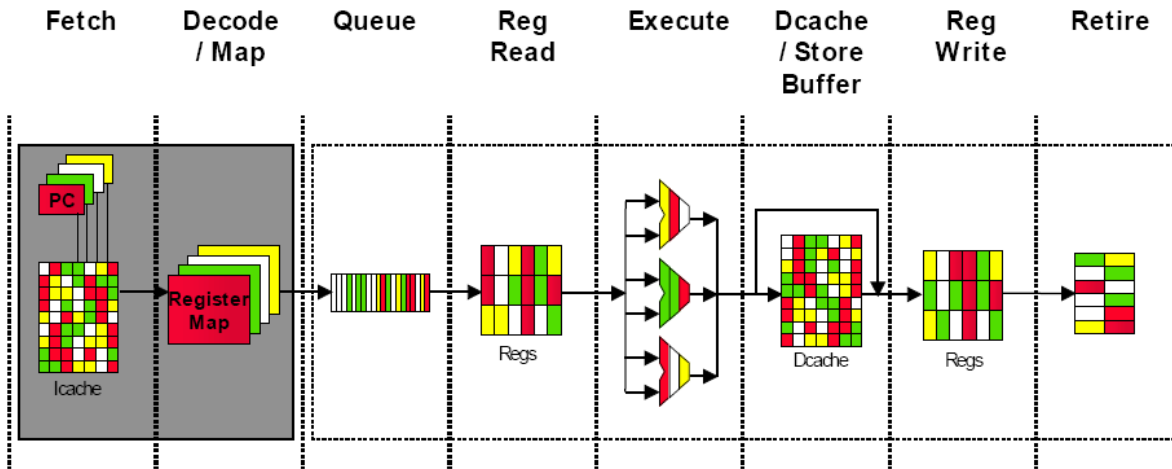 Fetch
Decode
/ Map
Queue
Reg
Read
Execute
Dcache
/ Store
Buffer
Reg
Write
Retire
PC
Register
Map
Icache
Regs
Dcache
Regs